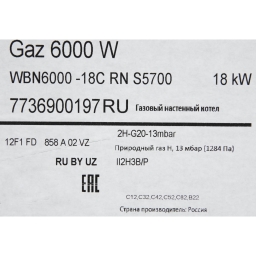 Gaz 6000 W
WBN6000 -18C RN S5700 18 kW
7736900197RU Газовый настенный котел
2H-G20-13mbar
12F1 FD 858 A 02 VZ Природный газ H, 13 мбар (1284 Па)
RU BY UZ II2H3B/P
EAC
C12,C32,C42,C52,C82,B22
Страна производитель: Россия